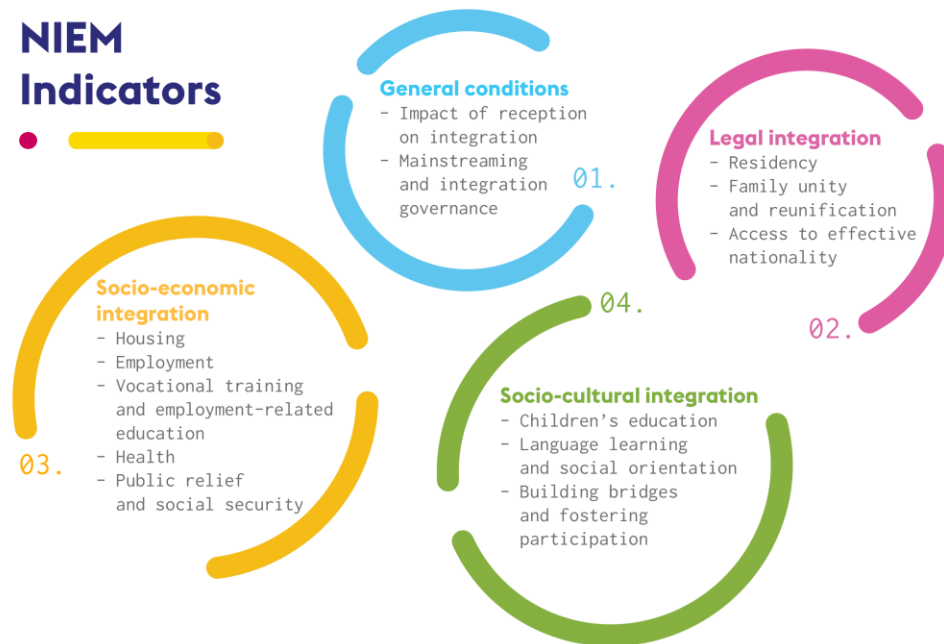 NIEM
Indicators
General conditions
– Impact of reception
on integration
– Mainstreaming
and integration
governance
01.
Legal integration
– Residency
– Family unity
and reunification
– Access to effective
nationality
02.
Socio-economic
integration
– Housing
– Employment
– Vocational training
and employment-related
education
– Health
– Public relief
and social security
03.
04.
Socio-cultural integration
– Children’s education
– Language learning
and social orientation
– Building bridges
and fostering
participation